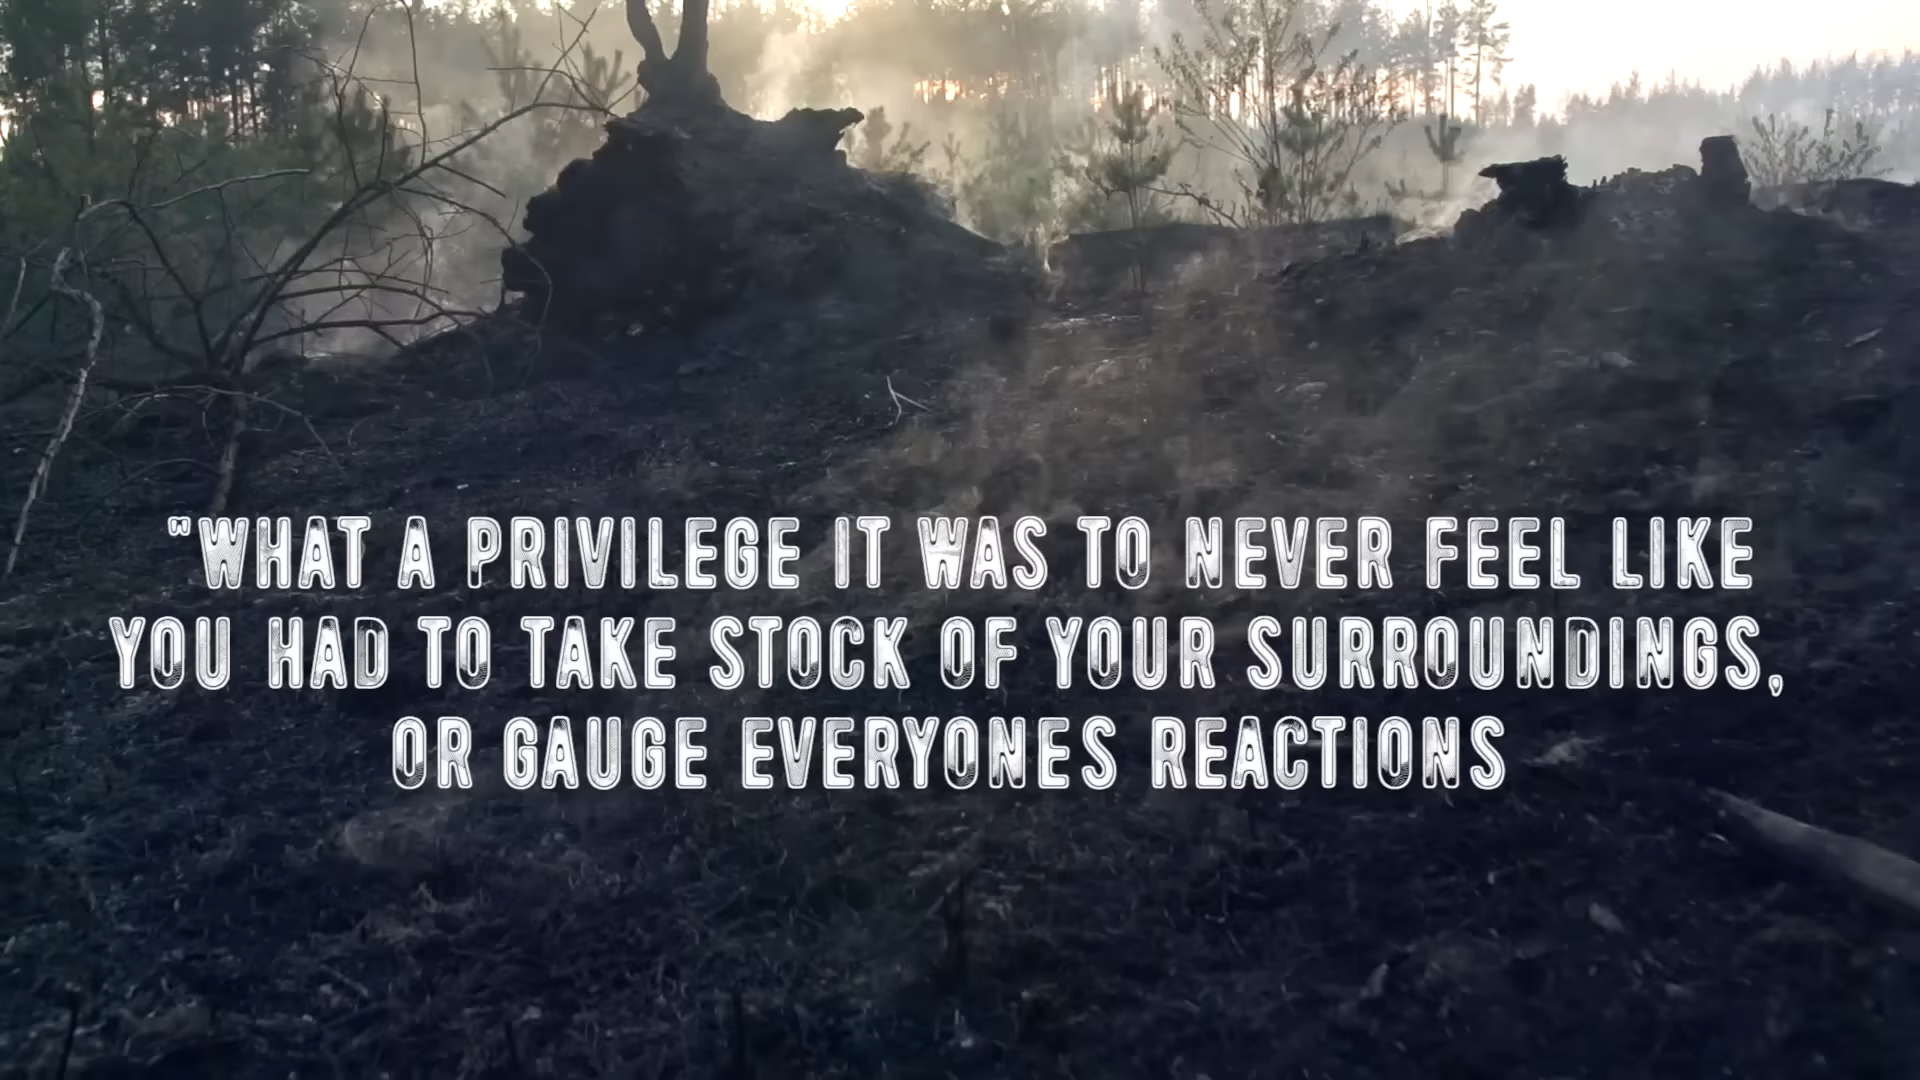 "WHAT A PRIVILEGE IT WAS TO NEVER FEEL LIKE
YOU HAD TO TAKE STOCK OF YOUR SURROUNDINGS,
OR GAUGE EVERYONES REACTIONS